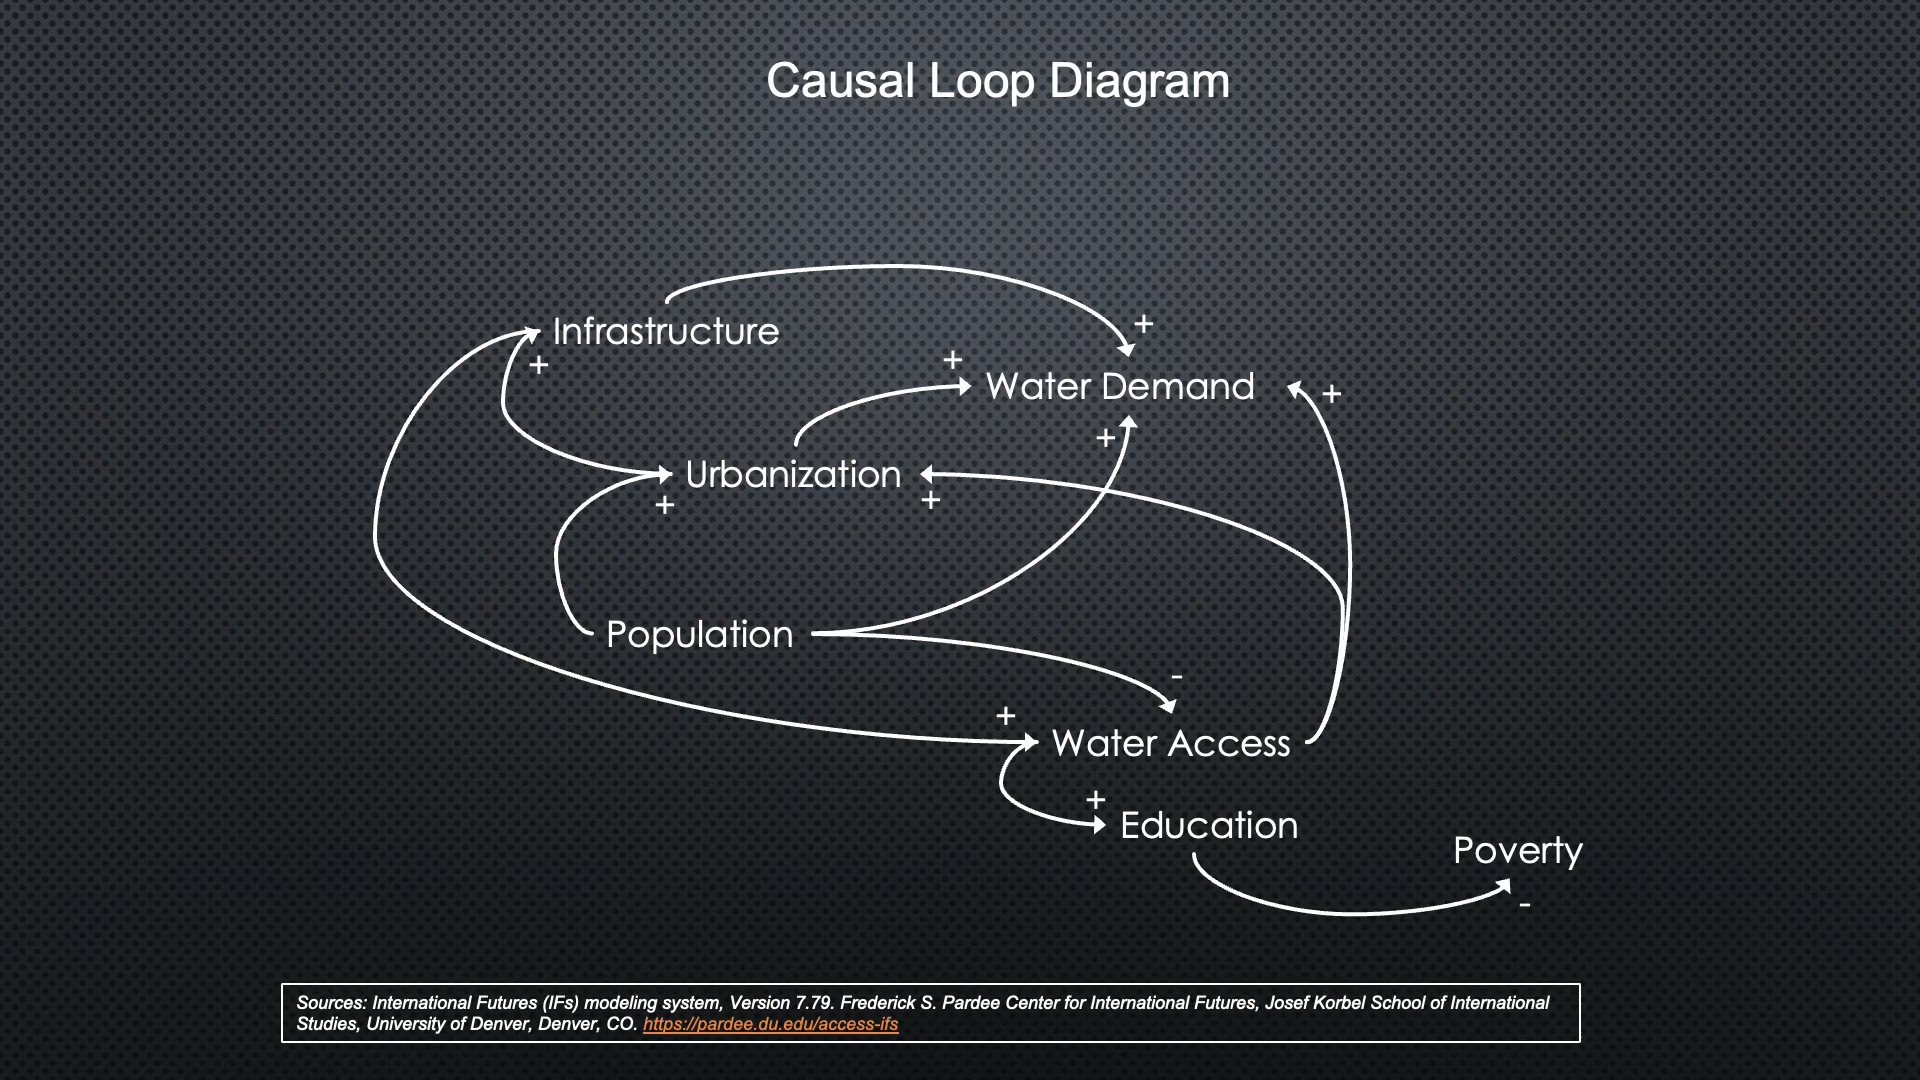 Causal Loop Diagram
+
Infrastructure
+
+
Water Demand
+
+
Urbanization
+
+
Population
-
+
Water Access
+
Education
Poverty
-
Sources: International Futures (IFs) modeling system, Version 7.79. Frederick S. Pardee Center for International Futures, Josef Korbel School of International
Studies, University of Denver, Denver, CO. https://pardee.du.edu/access-ifs